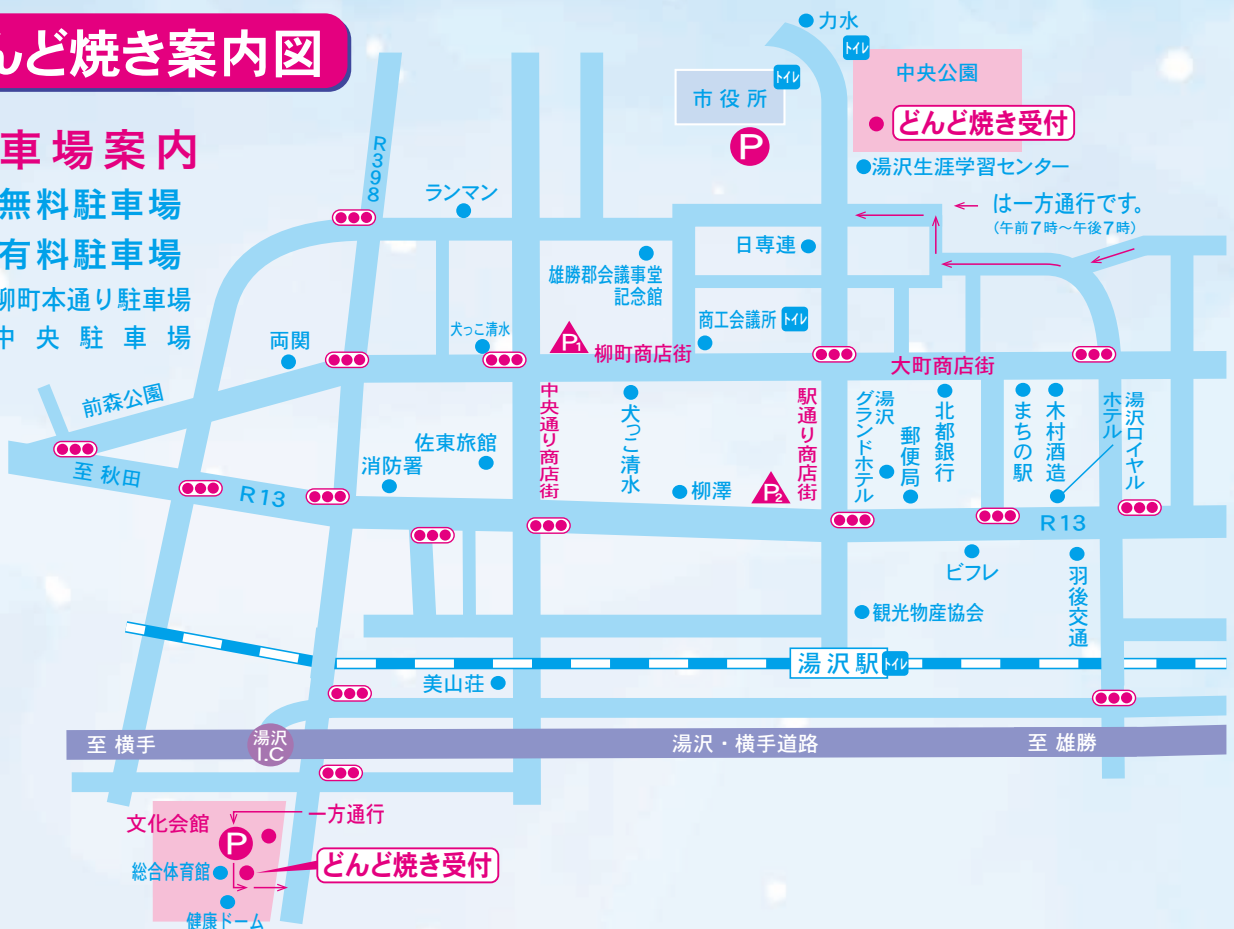 んど焼き案内図
車場案内
無料駐車場
有料駐車場
柳町本通り駐車場
中央駐車場
力水
トイレ
中央公園
トイレ
市役所
P
どんど焼き受付
湯沢生涯学習センター
は一方通行です。
(午前7時〜午後7時)
R398
ランマン
日専連
雄勝郡会議事堂
記念館
商工会議所 トイレ
犬っこ清水
P1
柳町商店街
両関
大町商店街
前森公園
中央通り商店街
犬っこ清水
駅通り商店街
湯沢
グランドホテル
郵便局
北都銀行
まちの駅
木村酒造
湯沢ロイヤル
ホテル
佐東旅館
消防署
柳澤
P2
至 秋田
R13
R13
ビフレ
羽後交通
観光物産協会
湯沢駅 トイレ
美山荘
至 横手
湯沢
I.C
湯沢・横手道路
至 雄勝
文化会館
一方通行
P
どんど焼き受付
総合体育館
健康ドーム